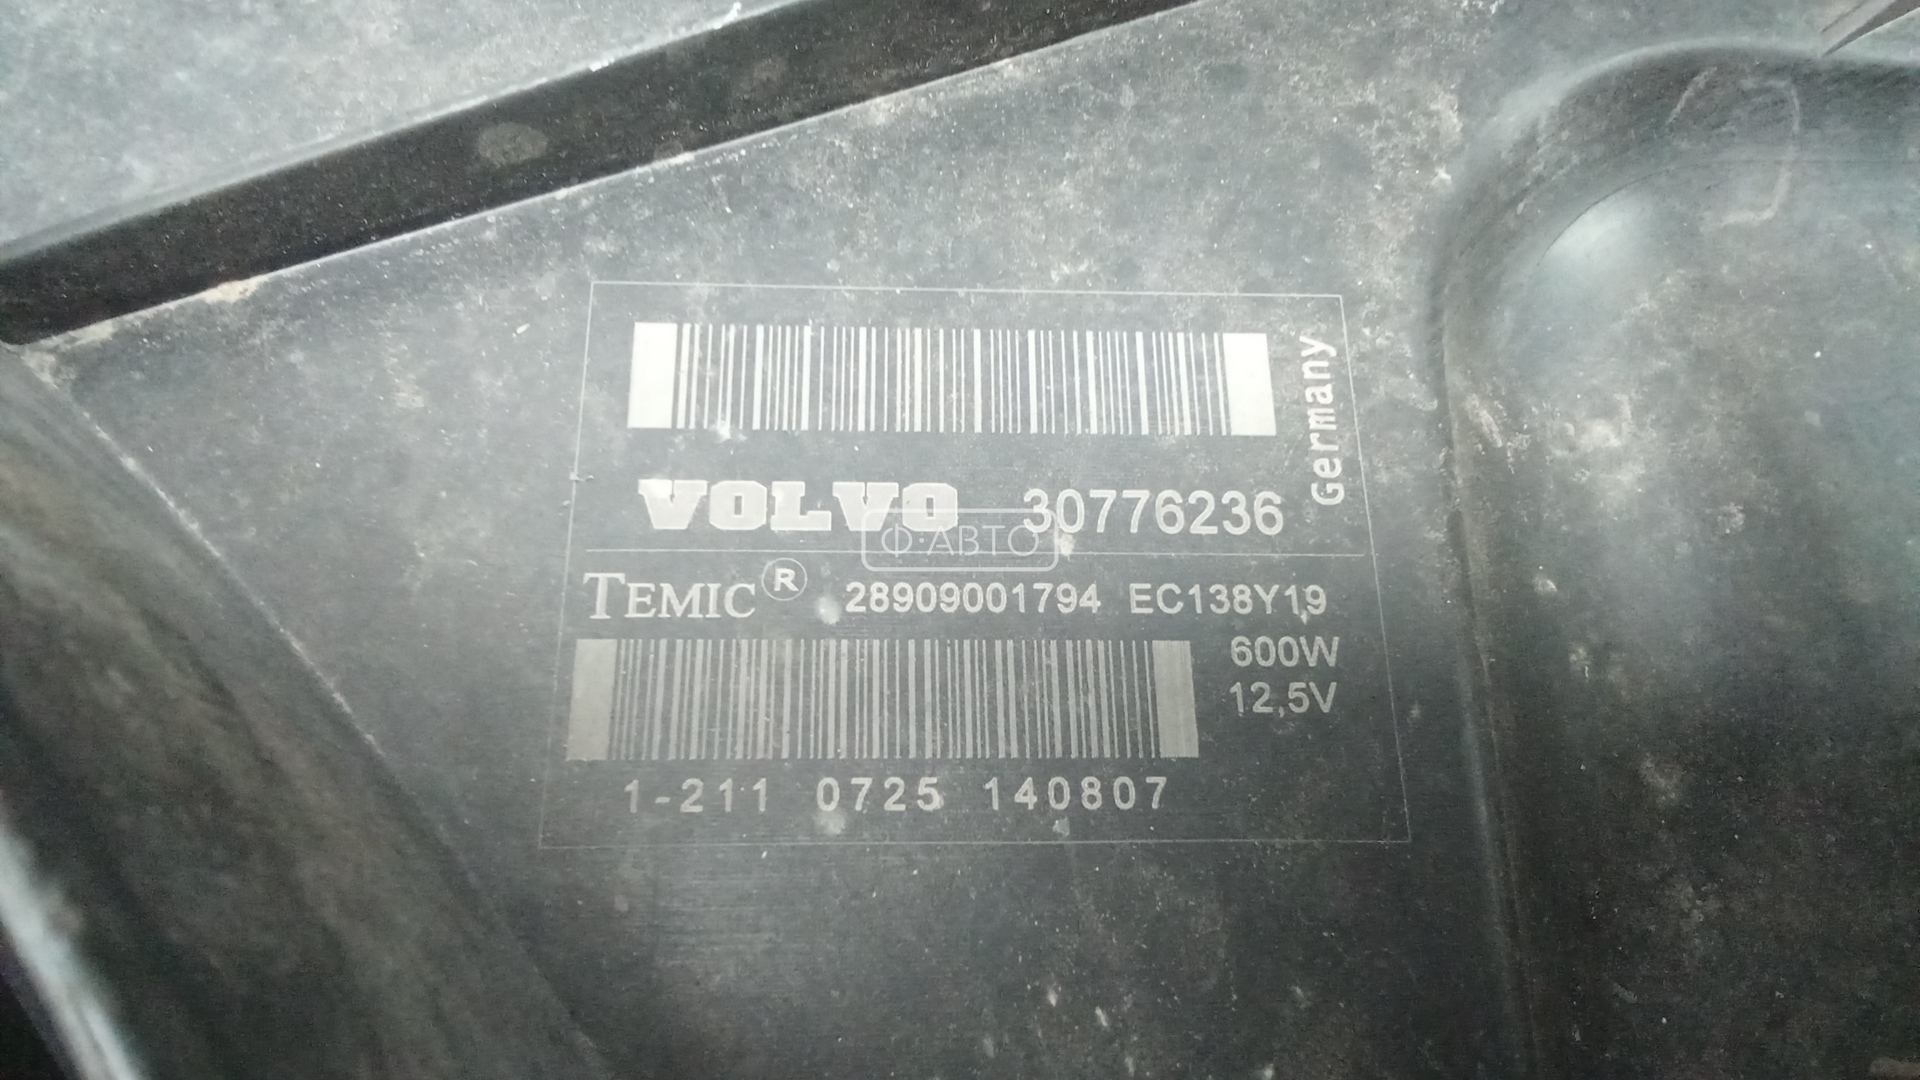 Germany
VOLVO 30776236
Ф·АВТО
TEMIC® 28909001794 EC138Y19
600W
12,5V
1-211 0725 140807